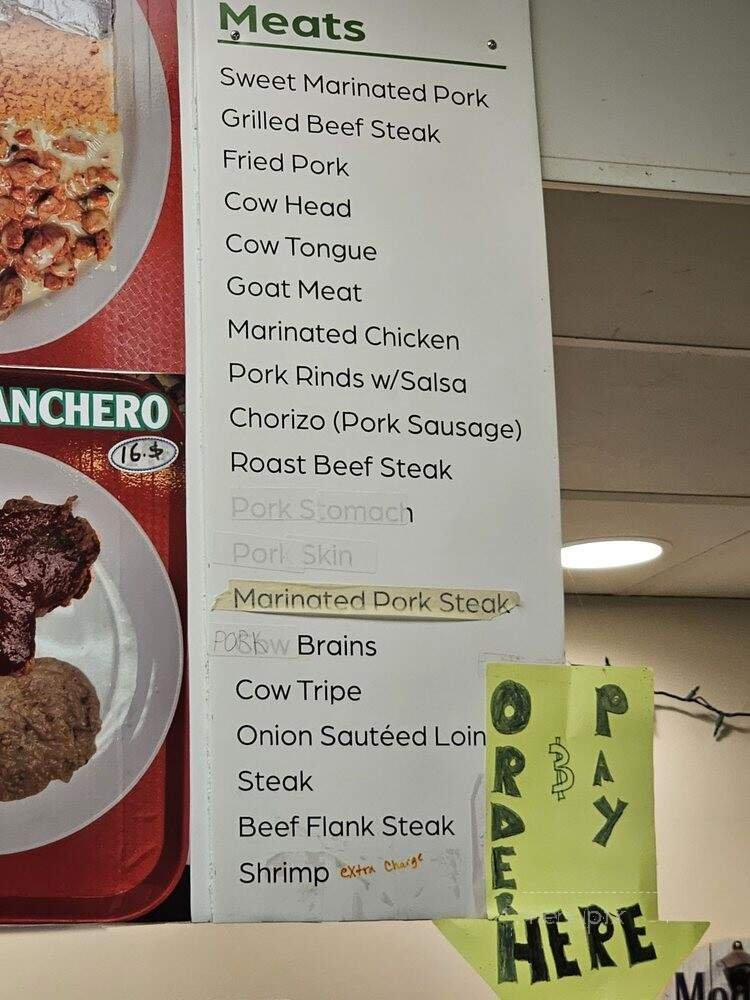 Meats
Sweet Marinated Pork
Grilled Beef Steak
Fried Pork
Cow Head
Cow Tongue
Goat Meat
Marinated Chicken
Pork Rinds w/Salsa
Chorizo (Pork Sausage)
Roast Beef Steak
Pork Stomach
Pork Skin
Marinated Pork Steak
PORK Cow Brains
Cow Tripe
Onion Sautéed Loin
Steak
Beef Flank Steak
Shrimp extra Charge
ANCHERO
16.$
ORDER
$
PAY
HERE